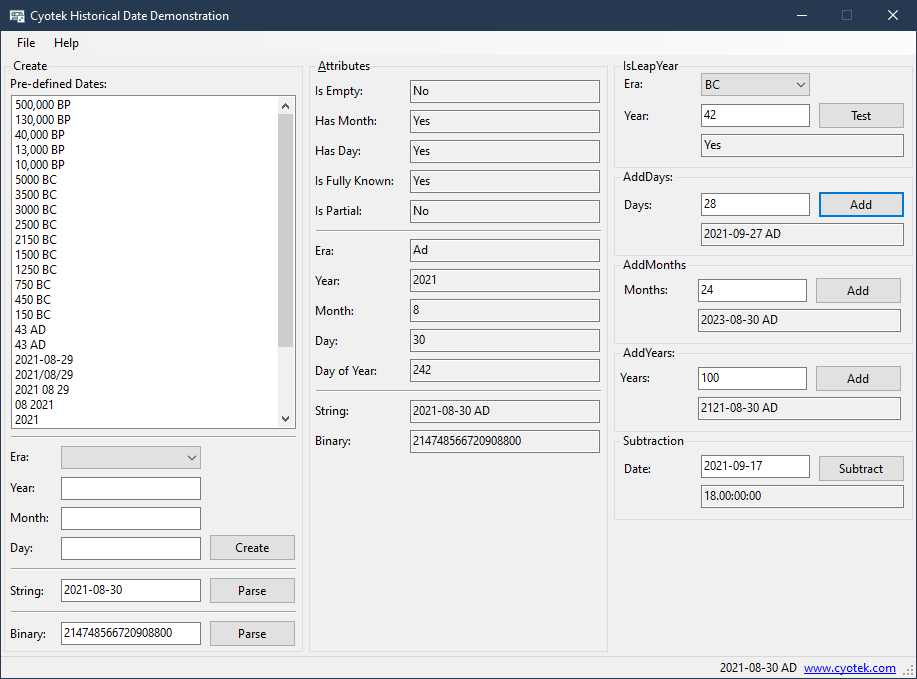 Cyotek Historical Date Demonstration
File Help
Create
Pre-defined Dates:
500,000 BP
130,000 BP
40,000 BP
13,000 BP
10,000 BP
5000 BC
3500 BC
3000 BC
2500 BC
2150 BC
1500 BC
1250 BC
750 BC
450 BC
150 BC
43 AD
43 AD
2021-08-29
2021/08/29
2021 08 29
08 2021
2021
Era:
Year:
Month:
Day: Create
String: 2021-08-30 Parse
Binary: 214748566720908800 Parse
Attributes
Is Empty: No
Has Month: Yes
Has Day: Yes
Is Fully Known: Yes
Is Partial: No
Era: Ad
Year: 2021
Month: 8
Day: 30
Day of Year: 242
String: 2021-08-30 AD
Binary: 214748566720908800
IsLeapYear
Era: BC
Year: 42 Test
Yes
AddDays:
Days: 28 Add
2021-09-27 AD
AddMonths
Months: 24 Add
2023-08-30 AD
AddYears:
Years: 100 Add
2121-08-30 AD
Subtraction
Date: 2021-09-17 Subtract
18.00:00:00
2021-08-30 AD www.cyotek.com